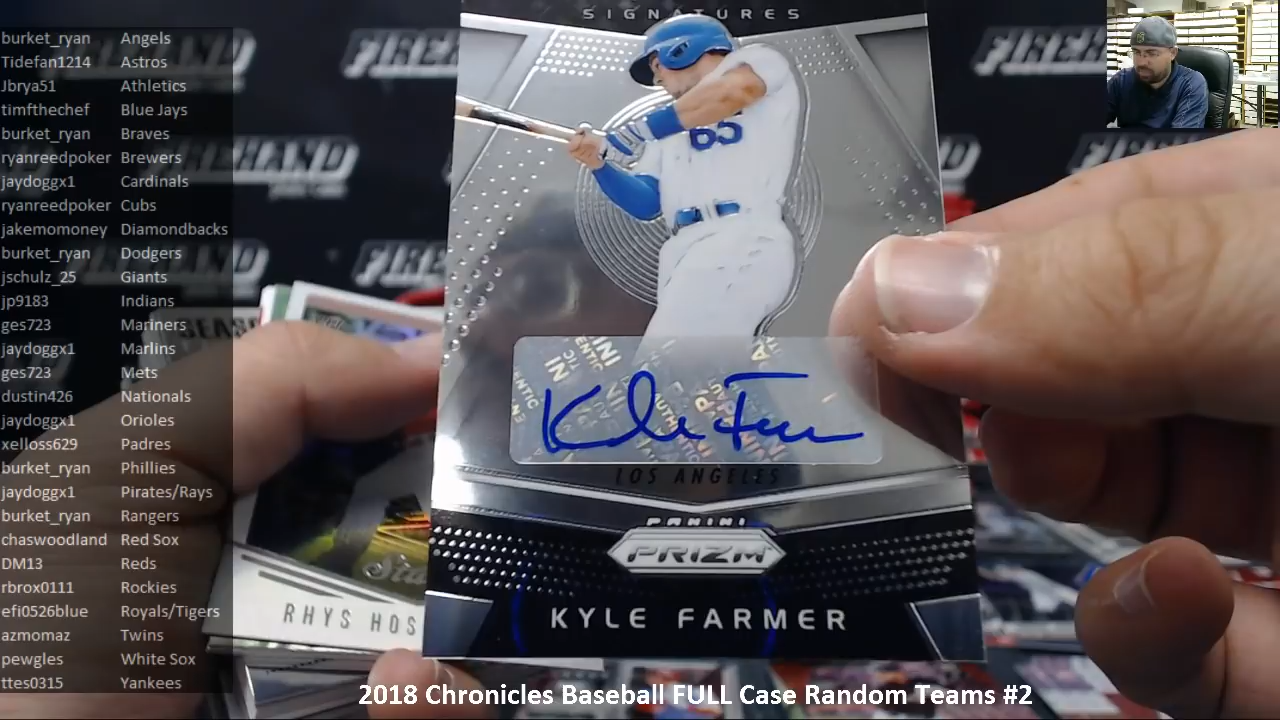 burket_ryan Angels
Tidefan1214 Astros
Jbrya51 Athletics
timfthechef Blue Jays
burket_ryan Braves
ryanreedpoker Brewers
jaydoggx1 Cardinals
ryanreedpoker Cubs
jakemomoney Diamondbacks
burket_ryan Dodgers
jschulz_25 Giants
jp9183 Indians
ges723 Mariners
jaydoggx1 Marlins
ges723 Mets
dustin426 Nationals
jaydoggx1 Orioles
xelloss629 Padres
burket_ryan Phillies
jaydoggx1 Pirates/Rays
burket_ryan Rangers
chaswoodland Red Sox
DM13 Reds
rbrox0111 Rockies
efi0526blue Royals/Tigers
azmomaz Twins
pewgles White Sox
ttes0315 Yankees
SIGNATURES
65
LOS ANGELES
PANINI
PRIZM
KYLE FARMER
RHYS HOS
FIREHAND
2018 Chronicles Baseball FULL Case Random Teams #2